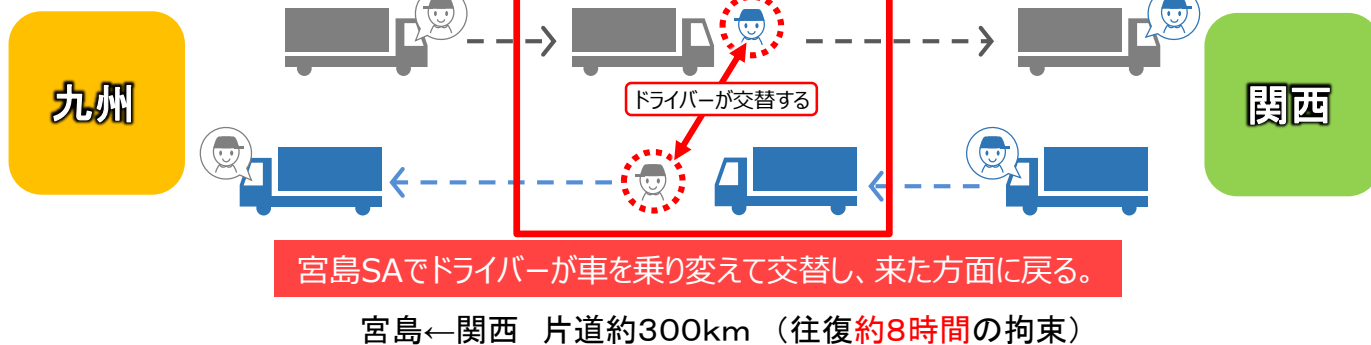 九州
ドライバーが交替する
関西
宮島SAでドライバーが車を乗り変えて交替し、来た方面に戻る。
宮島←関西　片道約300km　（往復約8時間の拘束）